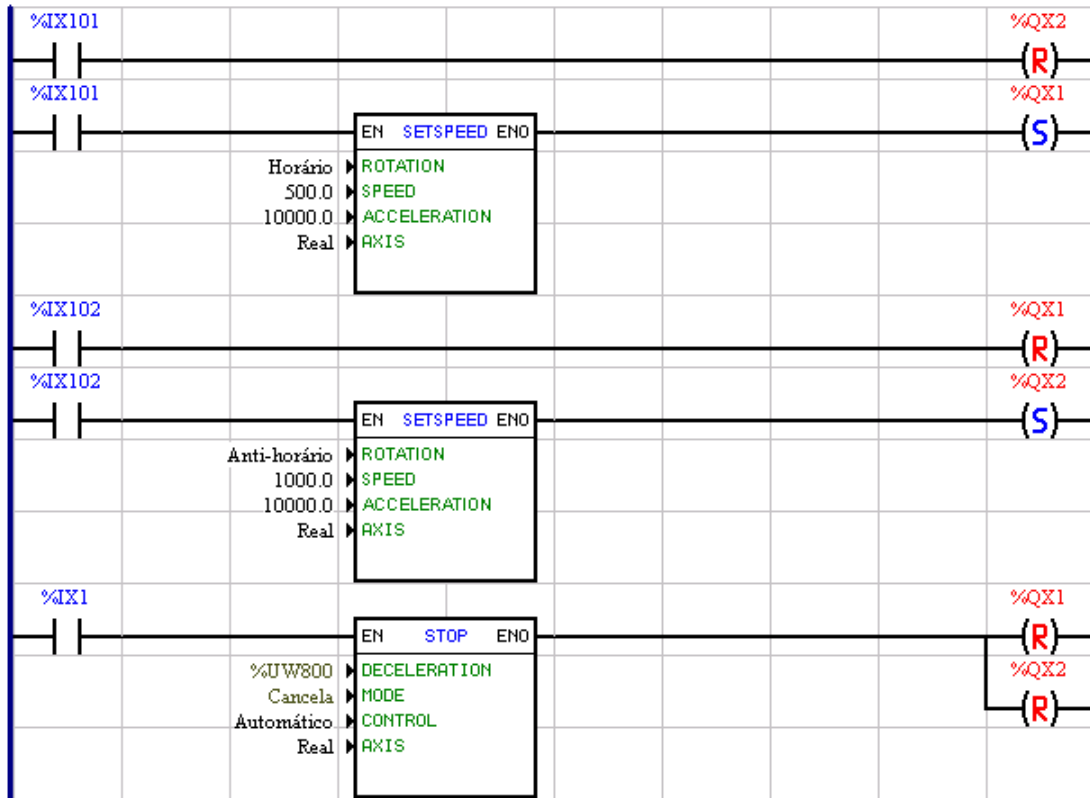 %IX101 %QX2
R
%IX101 %QX1
EN SETSPEED ENO S
Horário ROTATION
500.0 SPEED
10000.0 ACCELERATION
Real AXIS
%IX102 %QX1
R
%IX102 %QX2
EN SETSPEED ENO S
Anti-horário ROTATION
1000.0 SPEED
10000.0 ACCELERATION
Real AXIS
%IX1 %QX1
EN STOP ENO R
%UW800 DECELERATION %QX2
Cancela MODE R
Automático CONTROL
Real AXIS